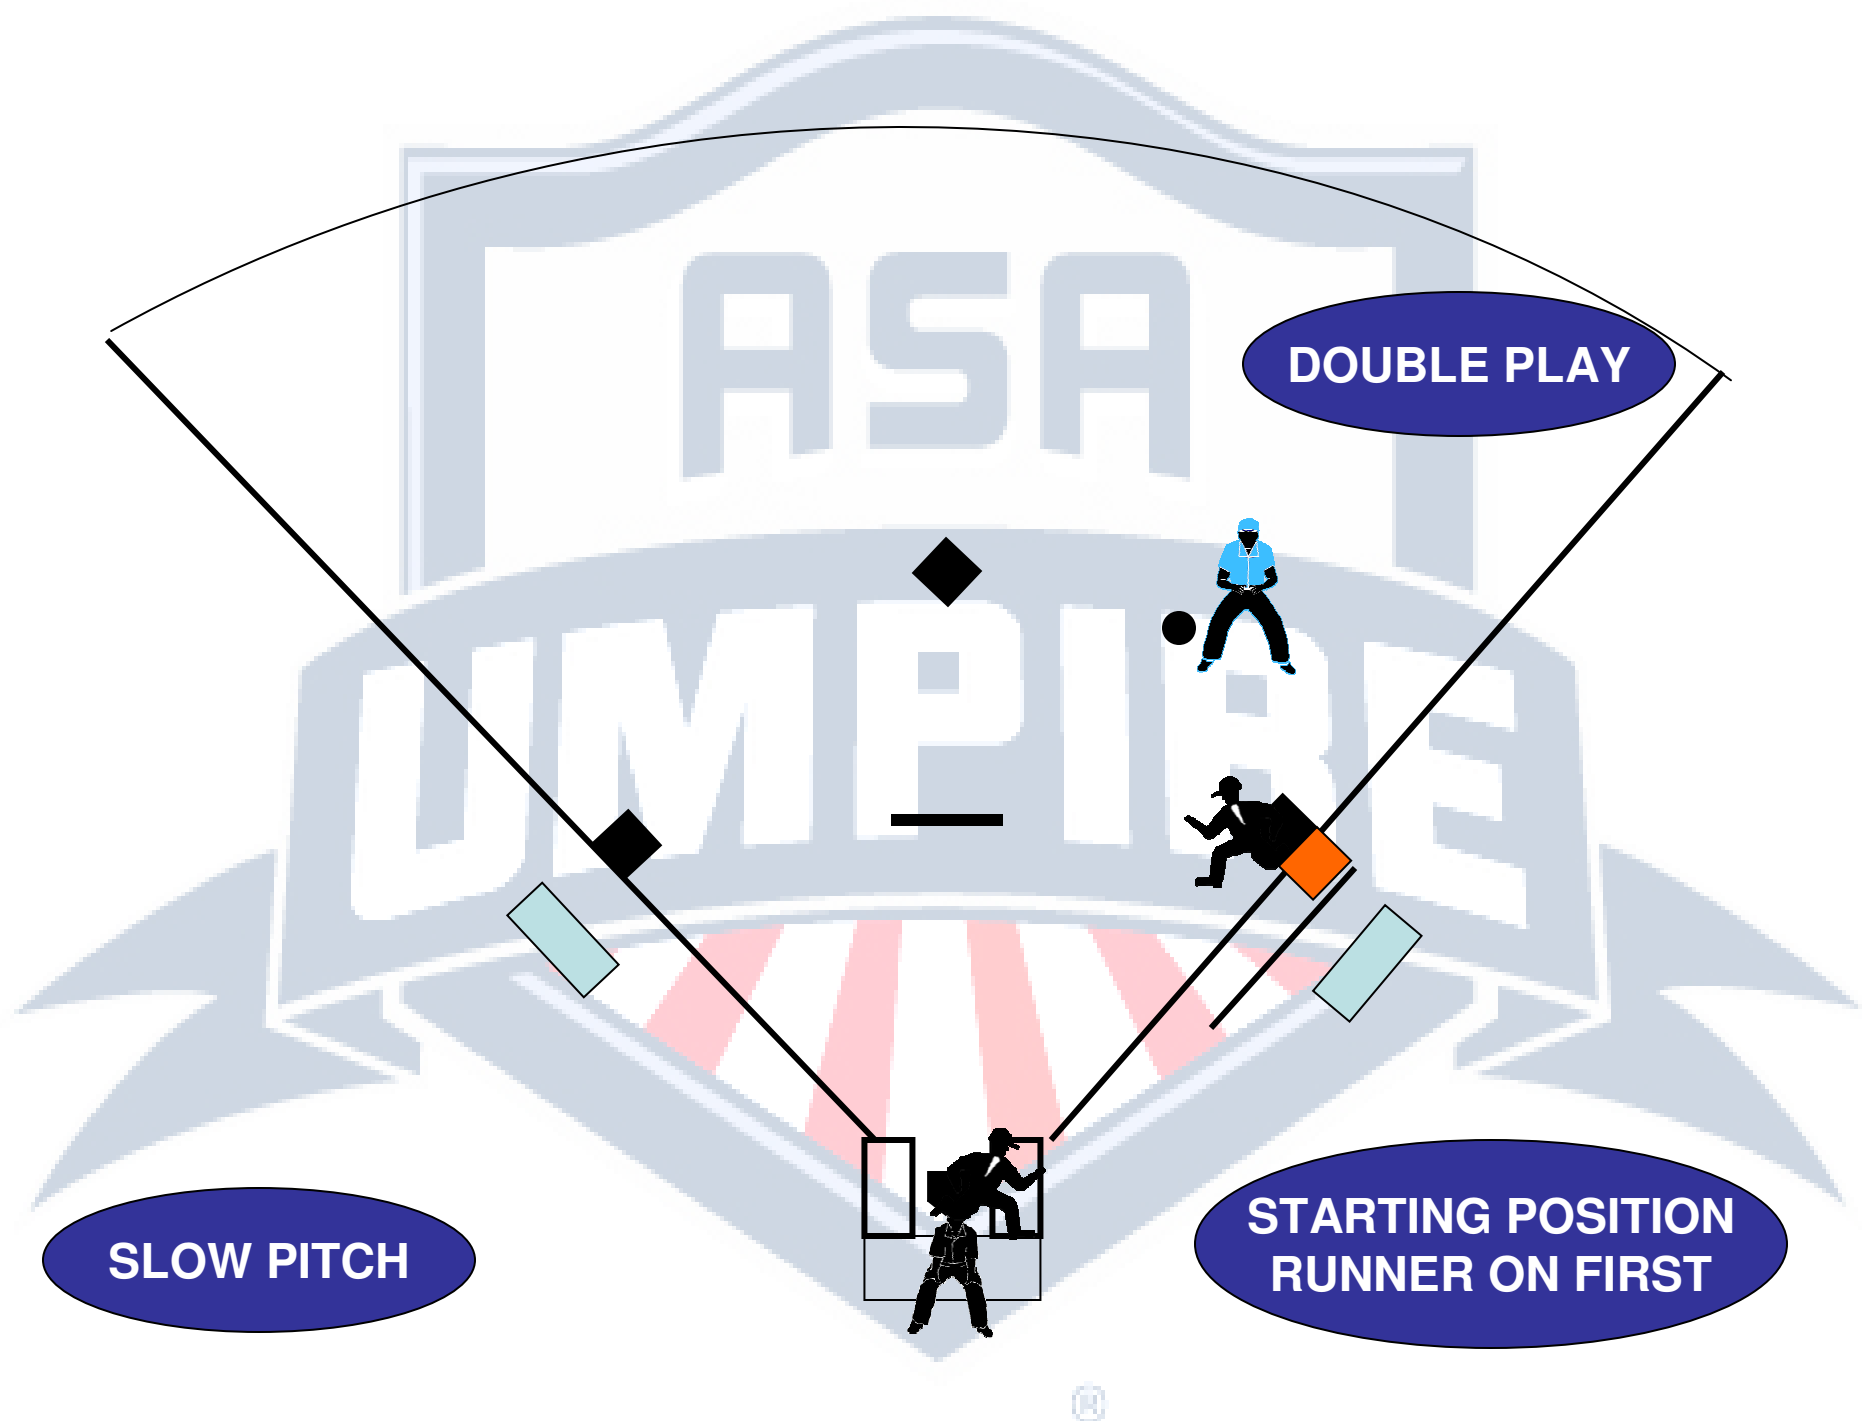 ASA
DOUBLE PLAY
UMPIRE
SLOW PITCH
STARTING POSITION
RUNNER ON FIRST
®